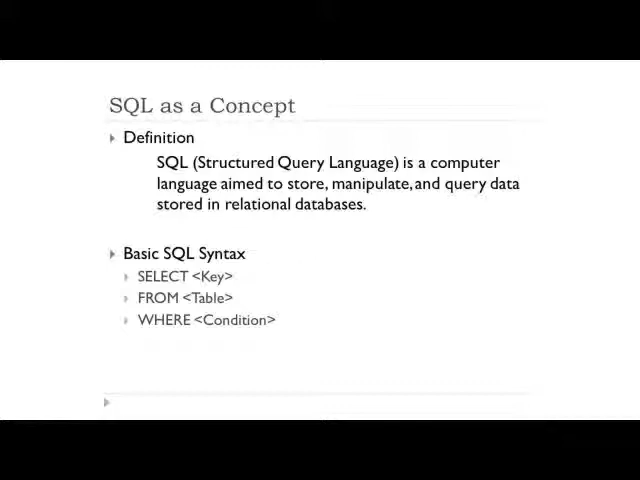 SQL as a Concept
Definition
SQL (Structured Query Language) is a computer
language aimed to store, manipulate, and query data
stored in relational databases.
Basic SQL Syntax
SELECT <Key>
FROM <Table>
WHERE <Condition>